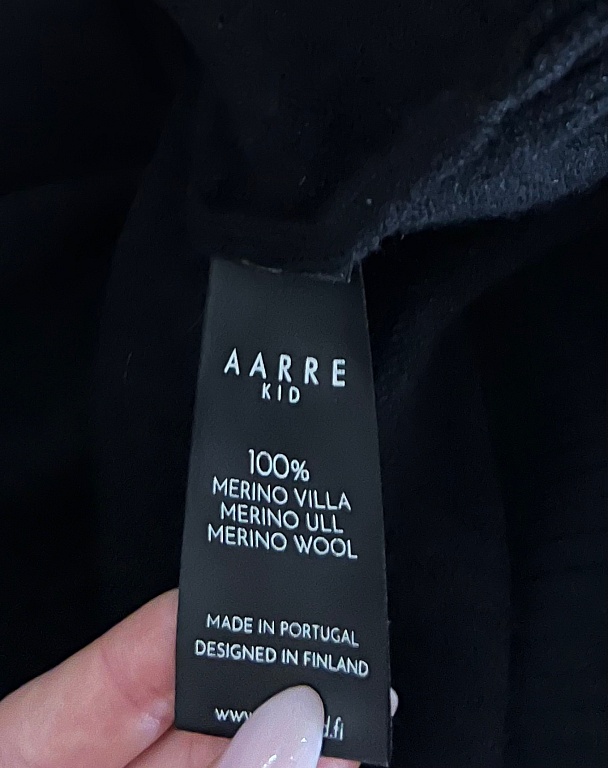 AARRE
KID
100%
MERINO VILLA
MERINO ULL
MERINO WOOL
MADE IN PORTUGAL
DESIGNED IN FINLAND